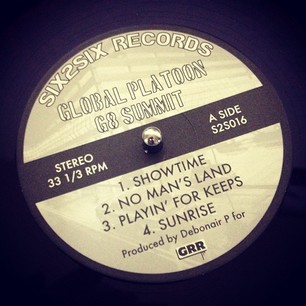 SIX2SIX RECORDS
GLOBAL PLATOON
G8 SUMMIT
STEREO
33 1/3 RPM
A SIDE
S2S016
1. SHOWTIME
2. NO MAN'S LAND
3. PLAYIN' FOR KEEPS
4. SUNRISE
Produced by Debonair P for
GRR